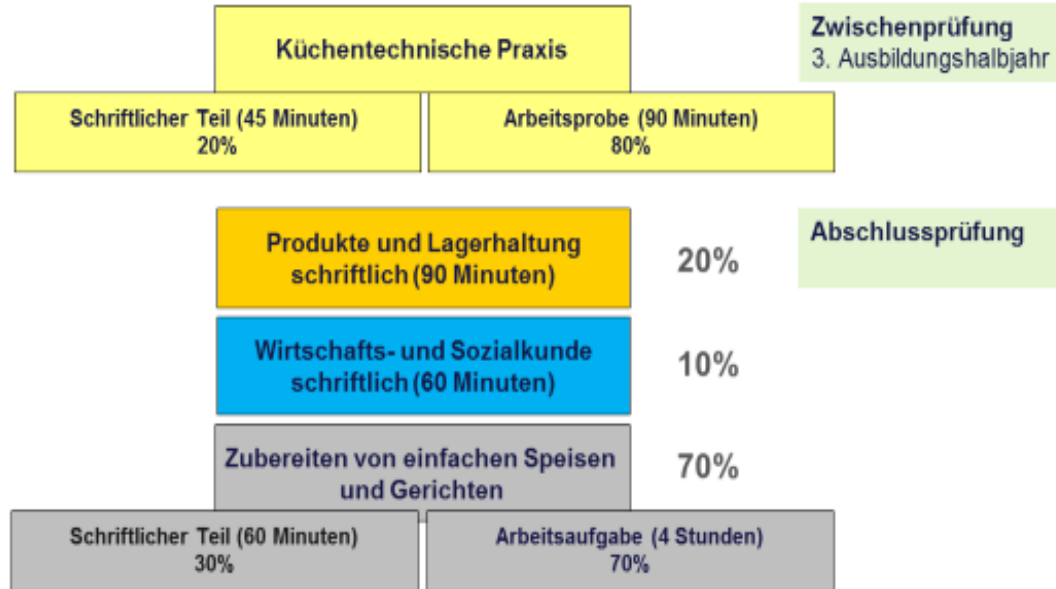 Küchentechnische Praxis
Zwischenprüfung
3. Ausbildungshalbjahr
Schriftlicher Teil (45 Minuten)
20%
Arbeitsprobe (90 Minuten)
80%
Produkte und Lagerhaltung
schriftlich (90 Minuten)
20%
Abschlussprüfung
Wirtschafts- und Sozialkunde
schriftlich (60 Minuten)
10%
Zubereiten von einfachen Speisen
und Gerichten
70%
Schriftlicher Teil (60 Minuten)
30%
Arbeitsaufgabe (4 Stunden)
70%